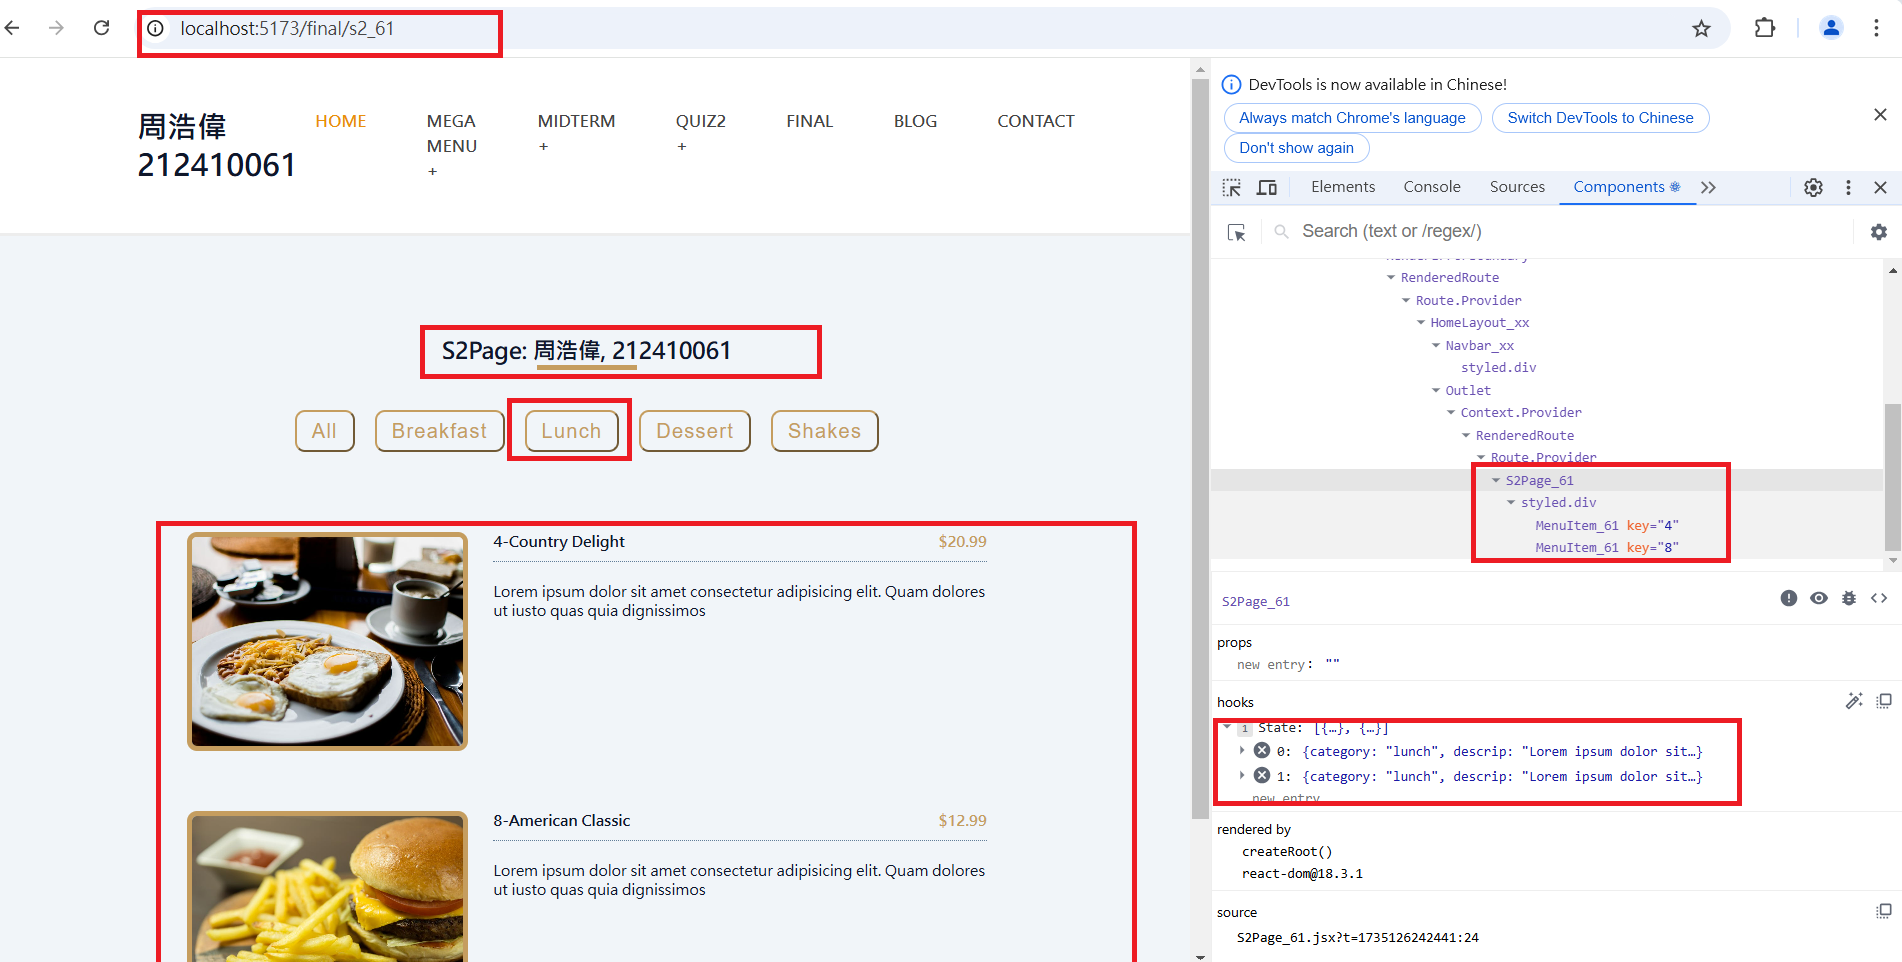 localhost:5173/final/s2_61
周浩偉
212410061
HOME
MEGA
MENU
+
MIDTERM
+
QUIZ2
+
FINAL
BLOG
CONTACT
S2Page: 周浩偉, 212410061
All
Breakfast
Lunch
Dessert
Shakes
4-Country Delight
$20.99
Lorem ipsum dolor sit amet consectetur adipisicing elit. Quam dolores
ut iusto quas quia dignissimos
8-American Classic
$12.99
Lorem ipsum dolor sit amet consectetur adipisicing elit. Quam dolores
ut iusto quas quia dignissimos
DevTools is now available in Chinese!
Always match Chrome's language
Switch DevTools to Chinese
Don't show again
Elements
Console
Sources
Components
Search (text or /regex/)
RenderedRoute
Route.Provider
HomeLayout_xx
Navbar_xx
styled.div
Outlet
Context.Provider
RenderedRoute
Route.Provider
S2Page_61
styled.div
MenuItem_61 key="4"
MenuItem_61 key="8"
S2Page_61
props
new entry: ""
hooks
1 State: [{…}, {…}]
0: {category: "lunch", descrip: "Lorem ipsum dolor sit…}
1: {category: "lunch", descrip: "Lorem ipsum dolor sit…}
new entry
rendered by
createRoot()
react-dom@18.3.1
source
S2Page_61.jsx?t=1735126242441:24